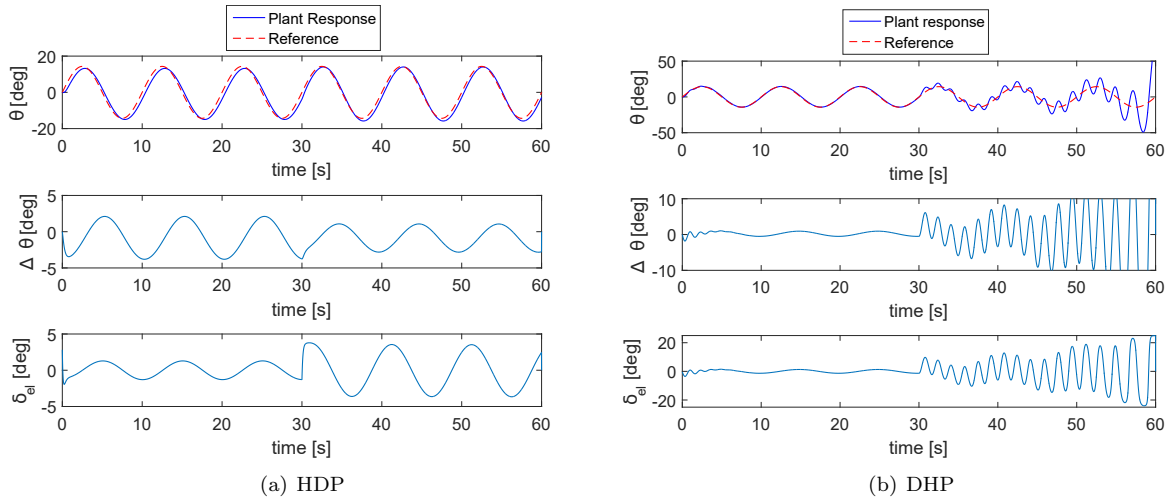 Plant Response
Reference
20
0
-20
θ [deg]
0 10 20 30 40 50 60
time [s]
5
0
-5
Δ θ [deg]
0 10 20 30 40 50 60
time [s]
5
0
-5
δel [deg]
0 10 20 30 40 50 60
time [s]
(a) HDP
Plant response
Reference
50
0
-50
θ [deg]
0 10 20 30 40 50 60
time [s]
10
0
-10
Δ θ [deg]
0 10 20 30 40 50 60
time [s]
20
0
-20
δel [deg]
0 10 20 30 40 50 60
time [s]
(b) DHP